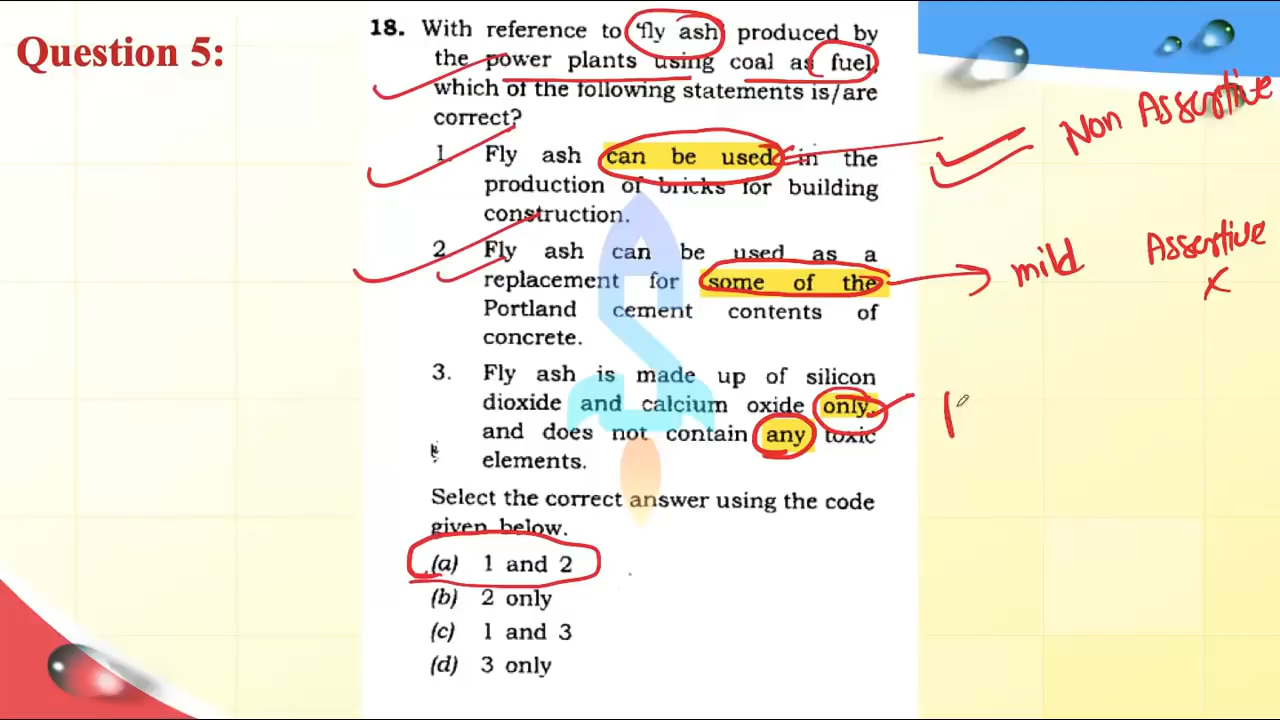 Question 5:
18. With reference to 'fly ash' produced by
the power plants using coal as fuel,
which of the following statements is/are
correct?
1. Fly ash can be used in the
production of bricks for building
construction.
2. Fly ash can be used as a
replacement for some of the
Portland cement contents of
concrete.
3. Fly ash is made up of silicon
dioxide and calcium oxide only,
and does not contain any toxic
elements.
Select the correct answer using the code
given below.
(a) 1 and 2
(b) 2 only
(c) 1 and 3
(d) 3 only
Non Assertive
mild Assertive